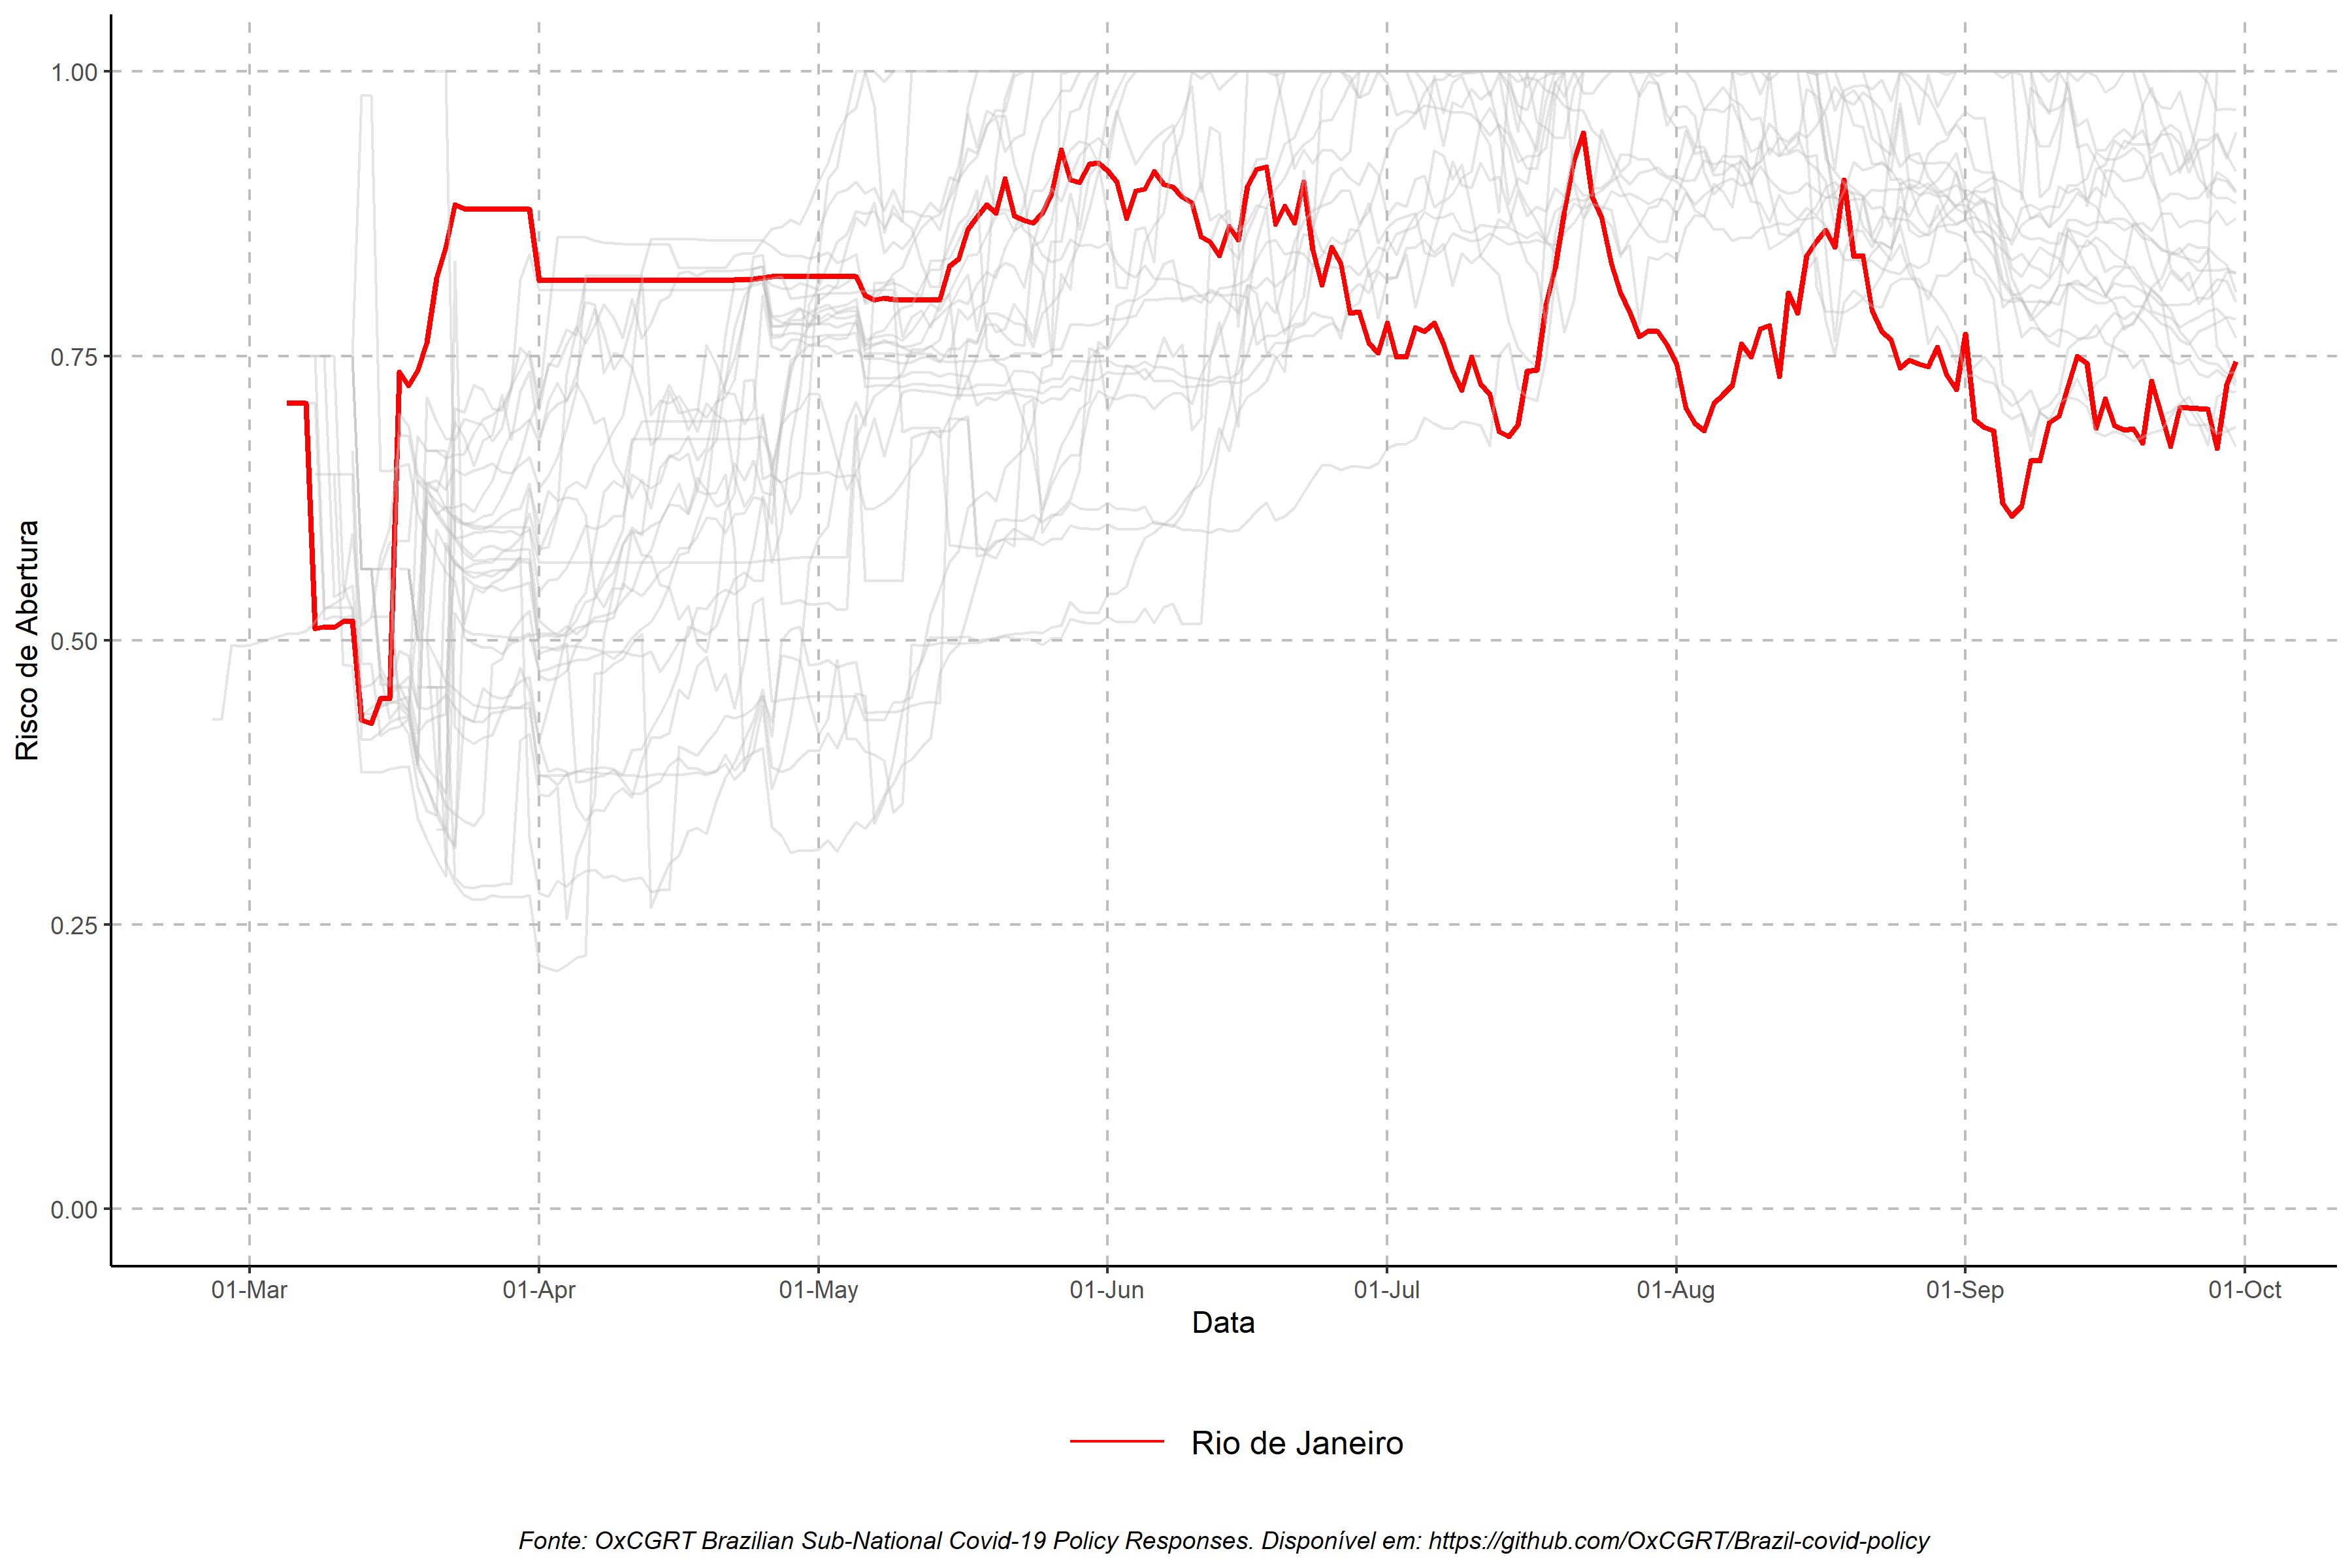 1.00
0.75
0.50
0.25
0.00
Risco de Abertura
01-Mar 01-Apr 01-May 01-Jun 01-Jul 01-Aug 01-Sep 01-Oct
Data
Rio de Janeiro
Fonte: OxCGRT Brazilian Sub-National Covid-19 Policy Responses. Disponível em: https://github.com/OxCGRT/Brazil-covid-policy